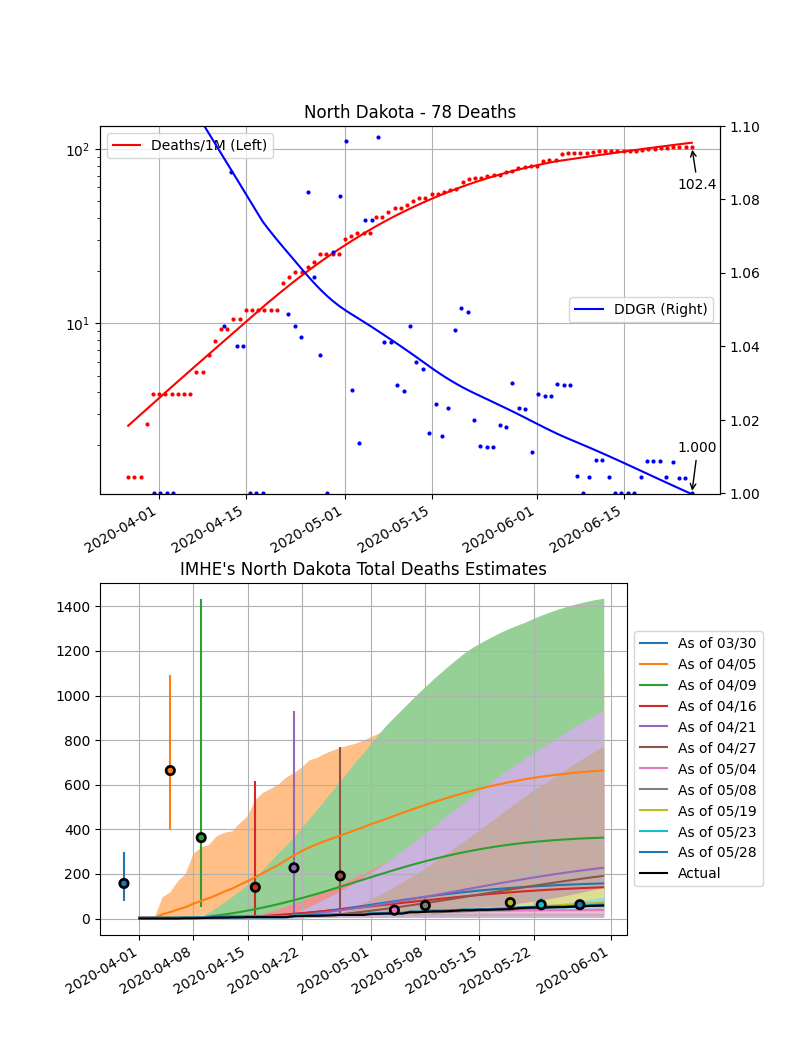 North Dakota - 78 Deaths
Deaths/1M (Left)
DDGR (Right)
10²
10¹
1.10
1.08
1.06
1.04
1.02
1.00
102.4
1.000
2020-04-01
2020-04-15
2020-05-01
2020-05-15
2020-06-01
2020-06-15
IMHE's North Dakota Total Deaths Estimates
1400
1200
1000
800
600
400
200
0
2020-04-01
2020-04-08
2020-04-15
2020-04-22
2020-05-01
2020-05-08
2020-05-15
2020-05-22
2020-06-01
As of 03/30
As of 04/05
As of 04/09
As of 04/16
As of 04/21
As of 04/27
As of 05/04
As of 05/08
As of 05/19
As of 05/23
As of 05/28
Actual